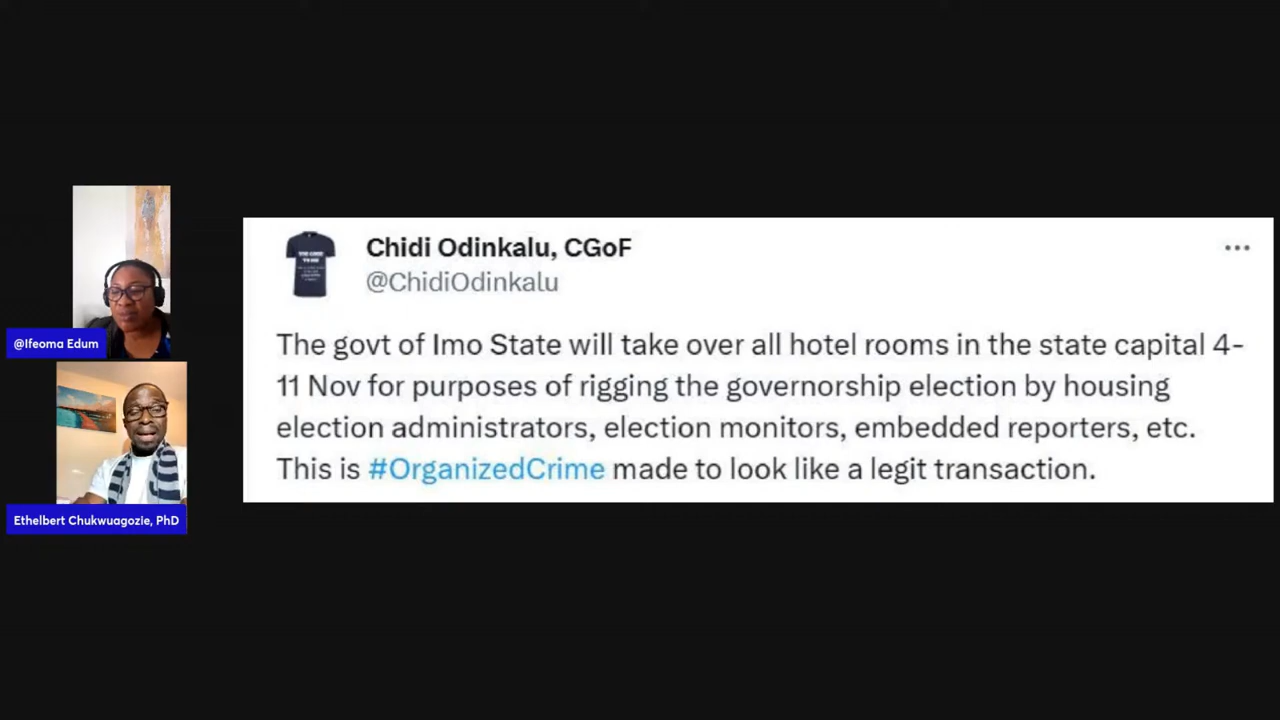 @Ifeoma Edum
Ethelbert Chukwuagozie, PhD
Chidi Odinkalu, CGoF
@ChidiOdinkalu
The govt of Imo State will take over all hotel rooms in the state capital 4-
11 Nov for purposes of rigging the governorship election by housing
election administrators, election monitors, embedded reporters, etc.
This is #OrganizedCrime made to look like a legit transaction.